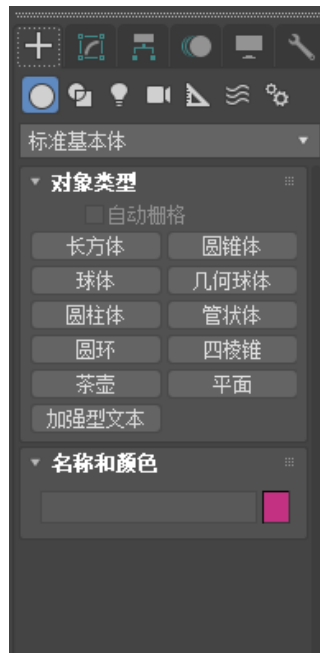 标准基本体
对象类型
自动栅格
长方体 圆锥体
球体 几何球体
圆柱体 管状体
圆环 四棱锥
茶壶 平面
加强型文本
名称和颜色